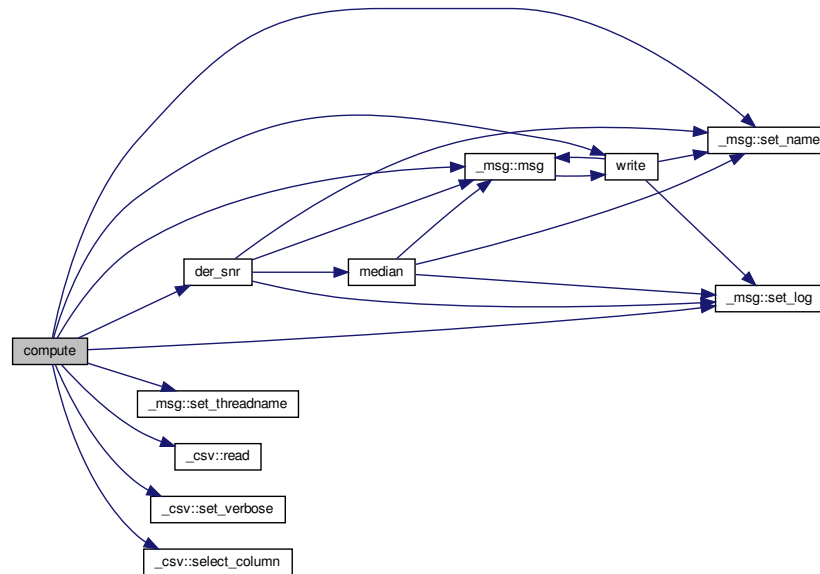 _msg::set_name
_msg::msg
write
der_snr
median
_msg::set_log
compute
_msg::set_threadname
_csv::read
_csv::set_verbose
_csv::select_column